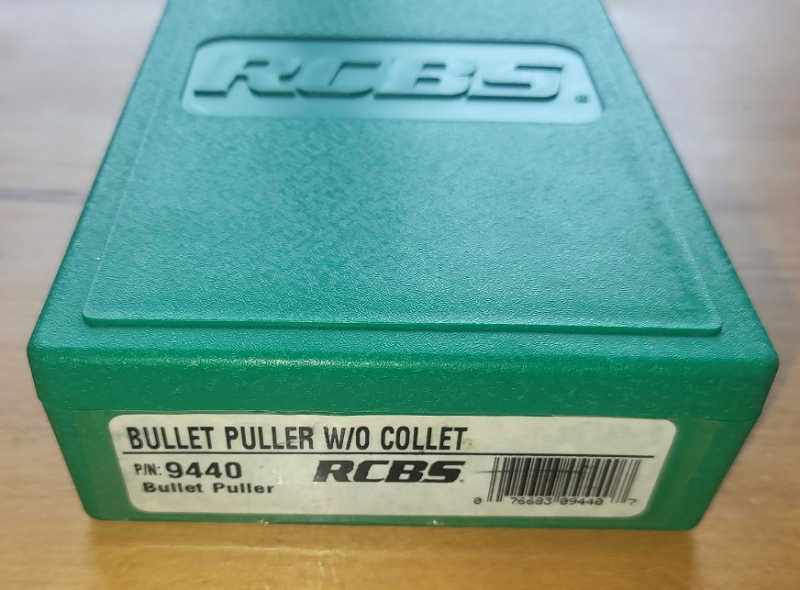 RCBS®
BULLET PULLER W/O COLLET
P/N: 9440
Bullet Puller
RCBS
0 76683 09440 7